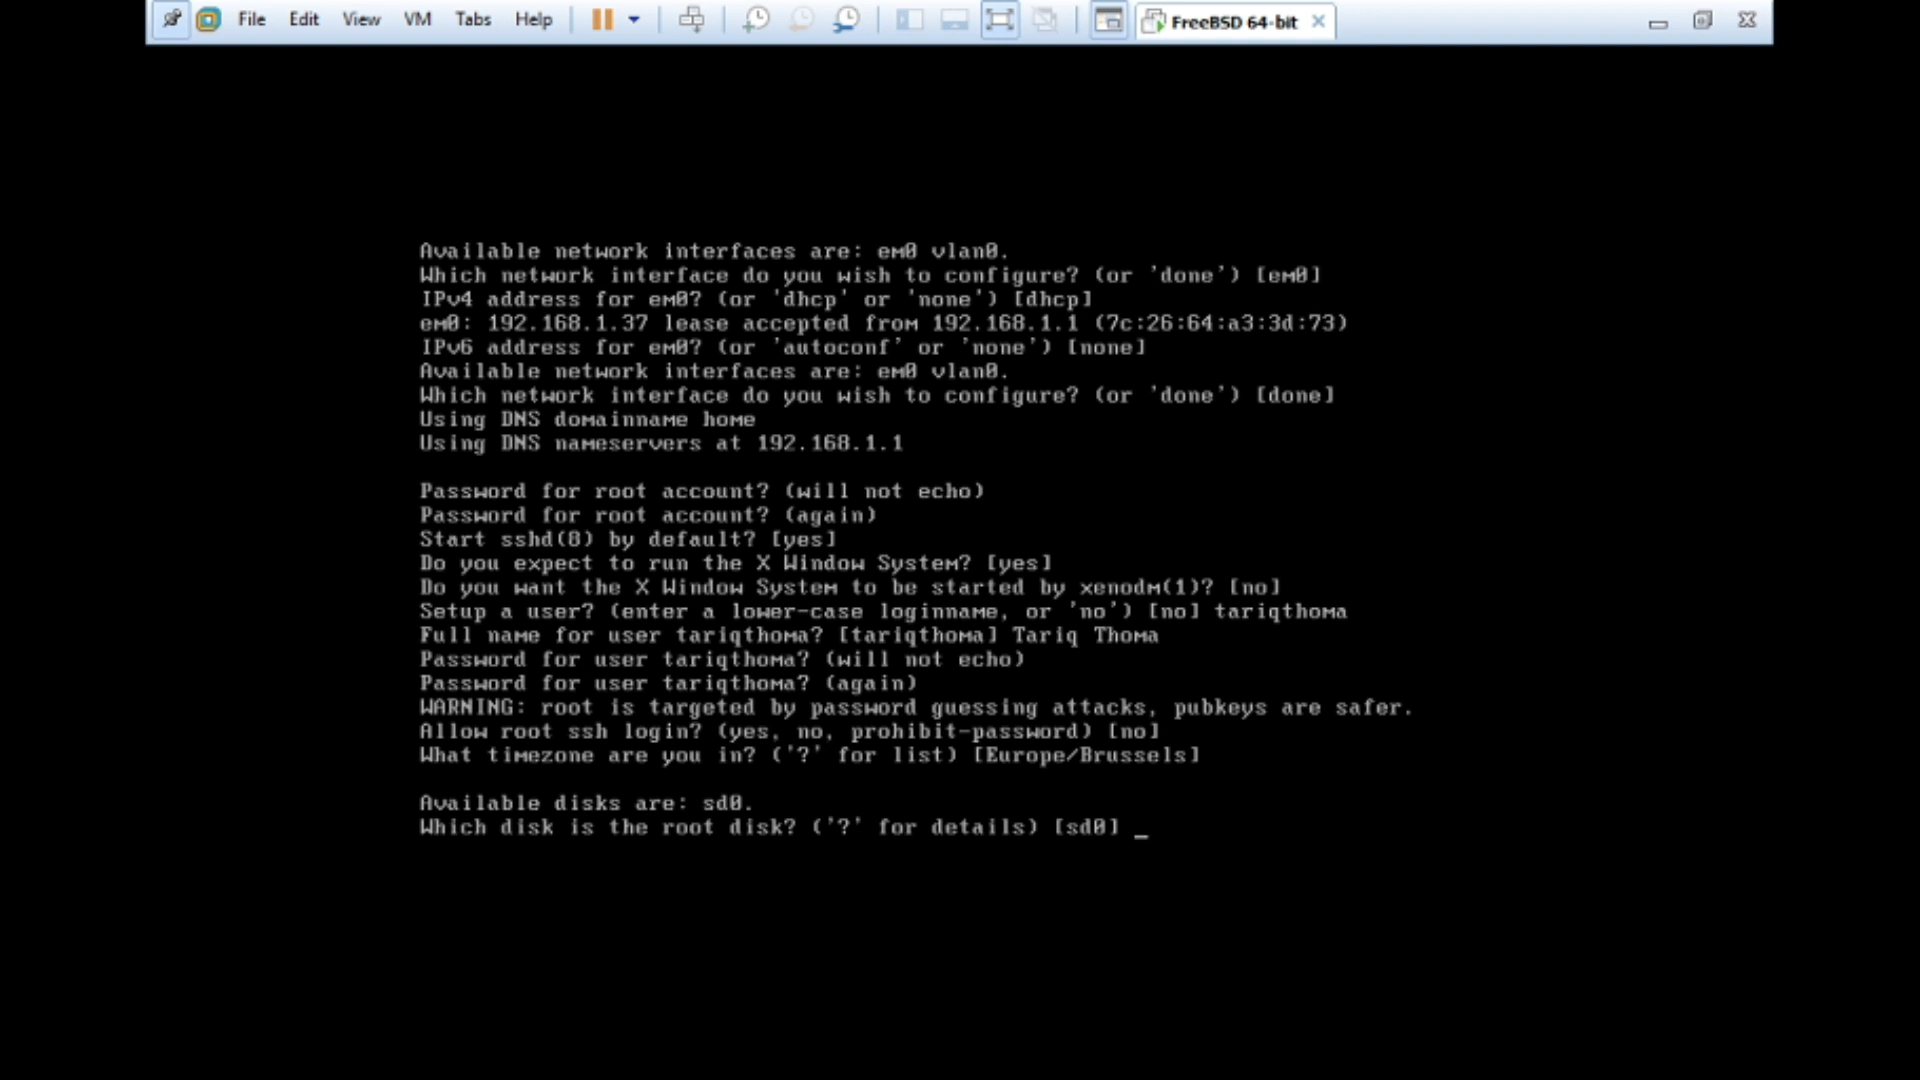 File Edit View VM Tabs Help FreeBSD 64-bit
Available network interfaces are: em0 vlan0.
Which network interface do you wish to configure? (or 'done') [em0]
IPv4 address for em0? (or 'dhcp' or 'none') [dhcp]
em0: 192.168.1.37 lease accepted from 192.168.1.1 (7c:26:64:a3:3d:73)
IPv6 address for em0? (or 'autoconf' or 'none') [none]
Available network interfaces are: em0 vlan0.
Which network interface do you wish to configure? (or 'done') [done]
Using DNS domainname home
Using DNS nameservers at 192.168.1.1
Password for root account? (will not echo)
Password for root account? (again)
Start sshd(8) by default? [yes]
Do you expect to run the X Window System? [yes]
Do you want the X Window System to be started by xenodm(1)? [no]
Setup a user? (enter a lower-case loginname, or 'no') [no] tariqthoma
Full name for user tariqthoma? [tariqthoma] Tariq Thoma
Password for user tariqthoma? (will not echo)
Password for user tariqthoma? (again)
WARNING: root is targeted by password guessing attacks, pubkeys are safer.
Allow root ssh login? (yes, no, prohibit-password) [no]
What timezone are you in? ('?' for list) [Europe/Brussels]
Available disks are: sd0.
Which disk is the root disk? ('?' for details) [sd0] _